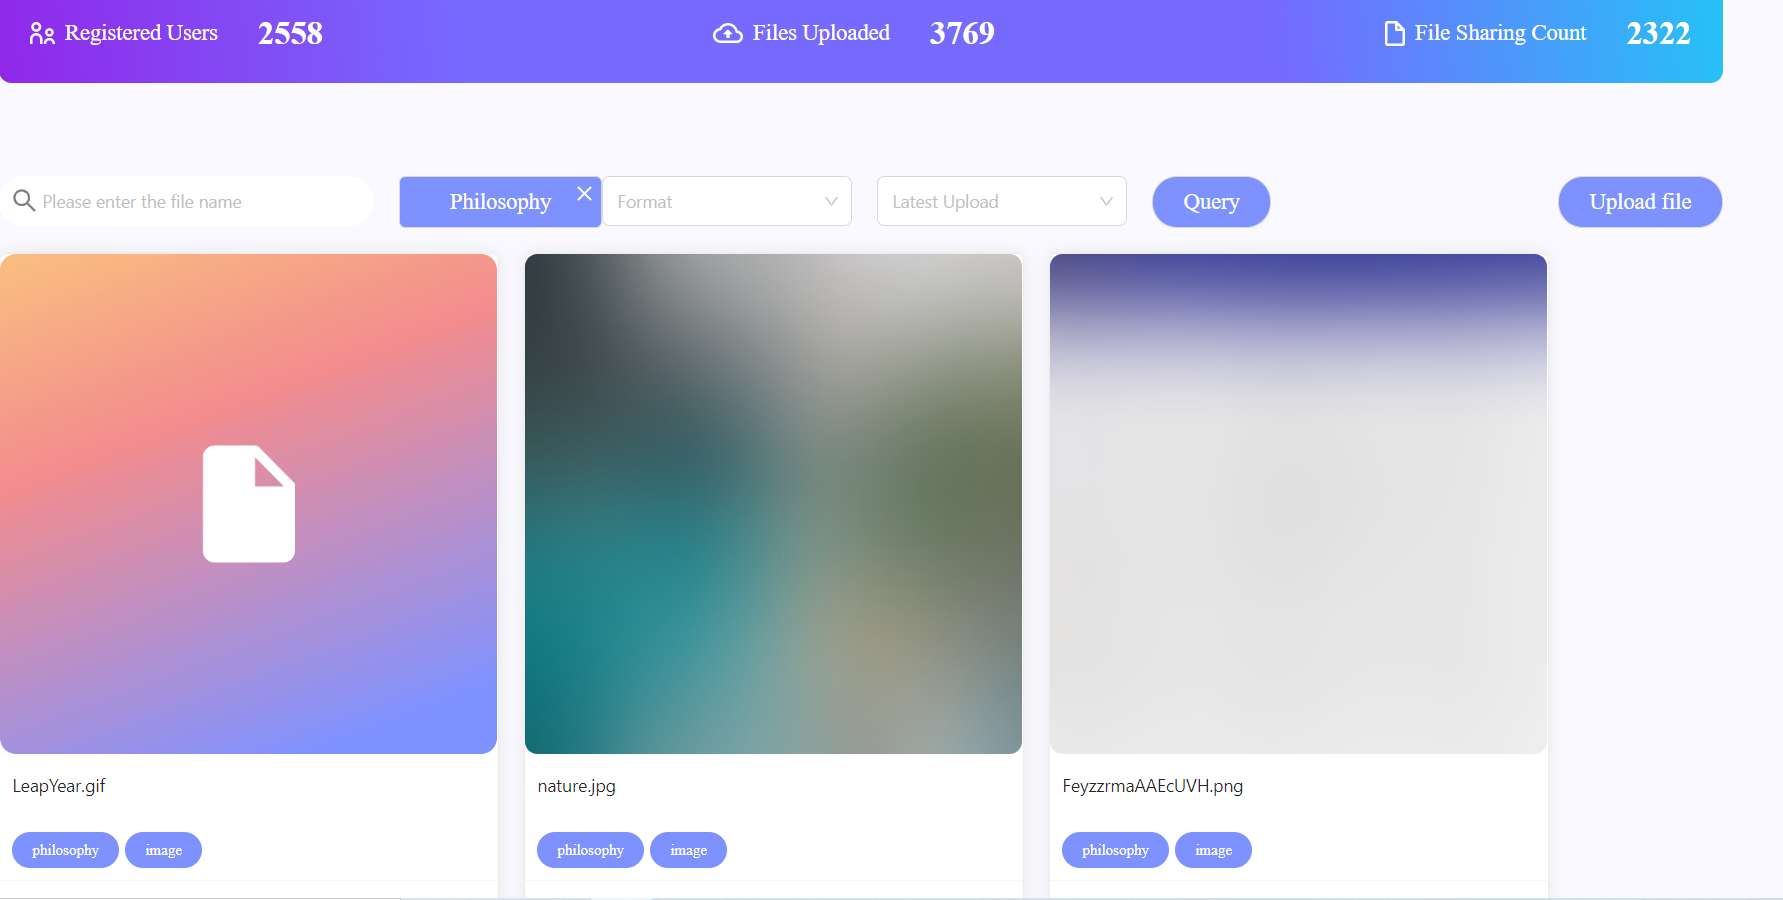 Registered Users 2558 Files Uploaded 3769 File Sharing Count 2322
Please enter the file name Philosophy Format Latest Upload Query Upload file
LeapYear.gif nature.jpg FeyzzrmaAAEcUVH.png
philosophy image philosophy image philosophy image